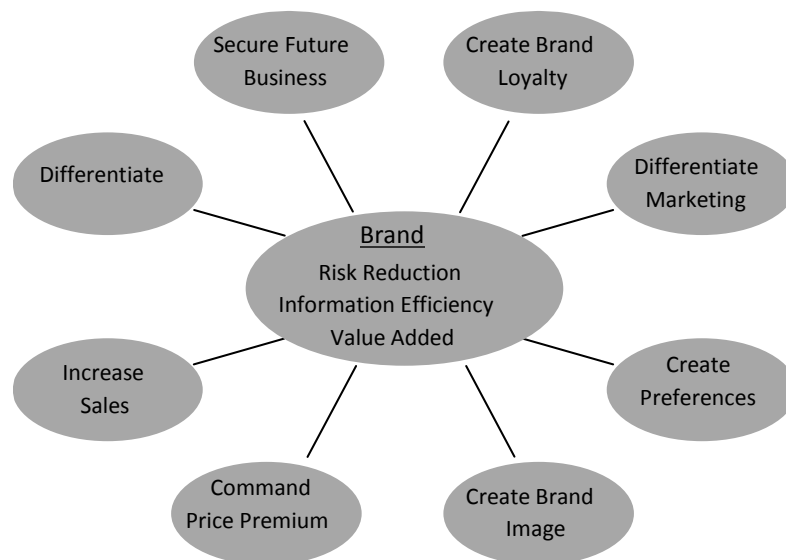 Secure Future
Business
Create Brand
Loyalty
Differentiate
Differentiate
Marketing
Brand
Risk Reduction
Information Efficiency
Value Added
Increase
Sales
Create
Preferences
Command
Price Premium
Create Brand
Image